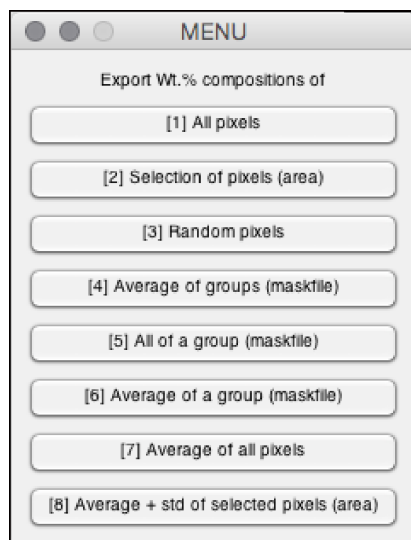 MENU
Export Wt.% compositions of
[1] All pixels
[2] Selection of pixels (area)
[3] Random pixels
[4] Average of groups (maskfile)
[5] All of a group (maskfile)
[6] Average of a group (maskfile)
[7] Average of all pixels
[8] Average + std of selected pixels (area)